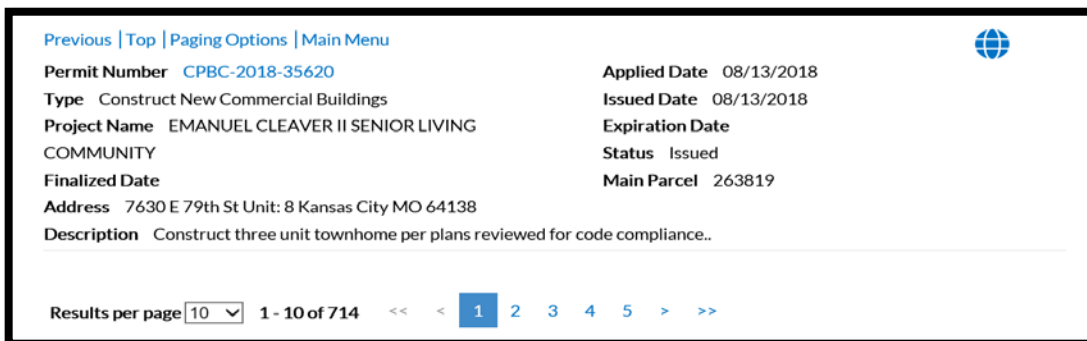 Previous | Top | Paging Options | Main Menu
Permit Number CPBC-2018-35620 Applied Date 08/13/2018
Type Construct New Commercial Buildings Issued Date 08/13/2018
Project Name EMANUEL CLEAVER II SENIOR LIVING Expiration Date
COMMUNITY Status Issued
Finalized Date Main Parcel 263819
Address 7630 E 79th St Unit: 8 Kansas City MO 64138
Description Construct three unit townhome per plans reviewed for code compliance..
Results per page 10 1 - 10 of 714 << < 1 2 3 4 5 > >>